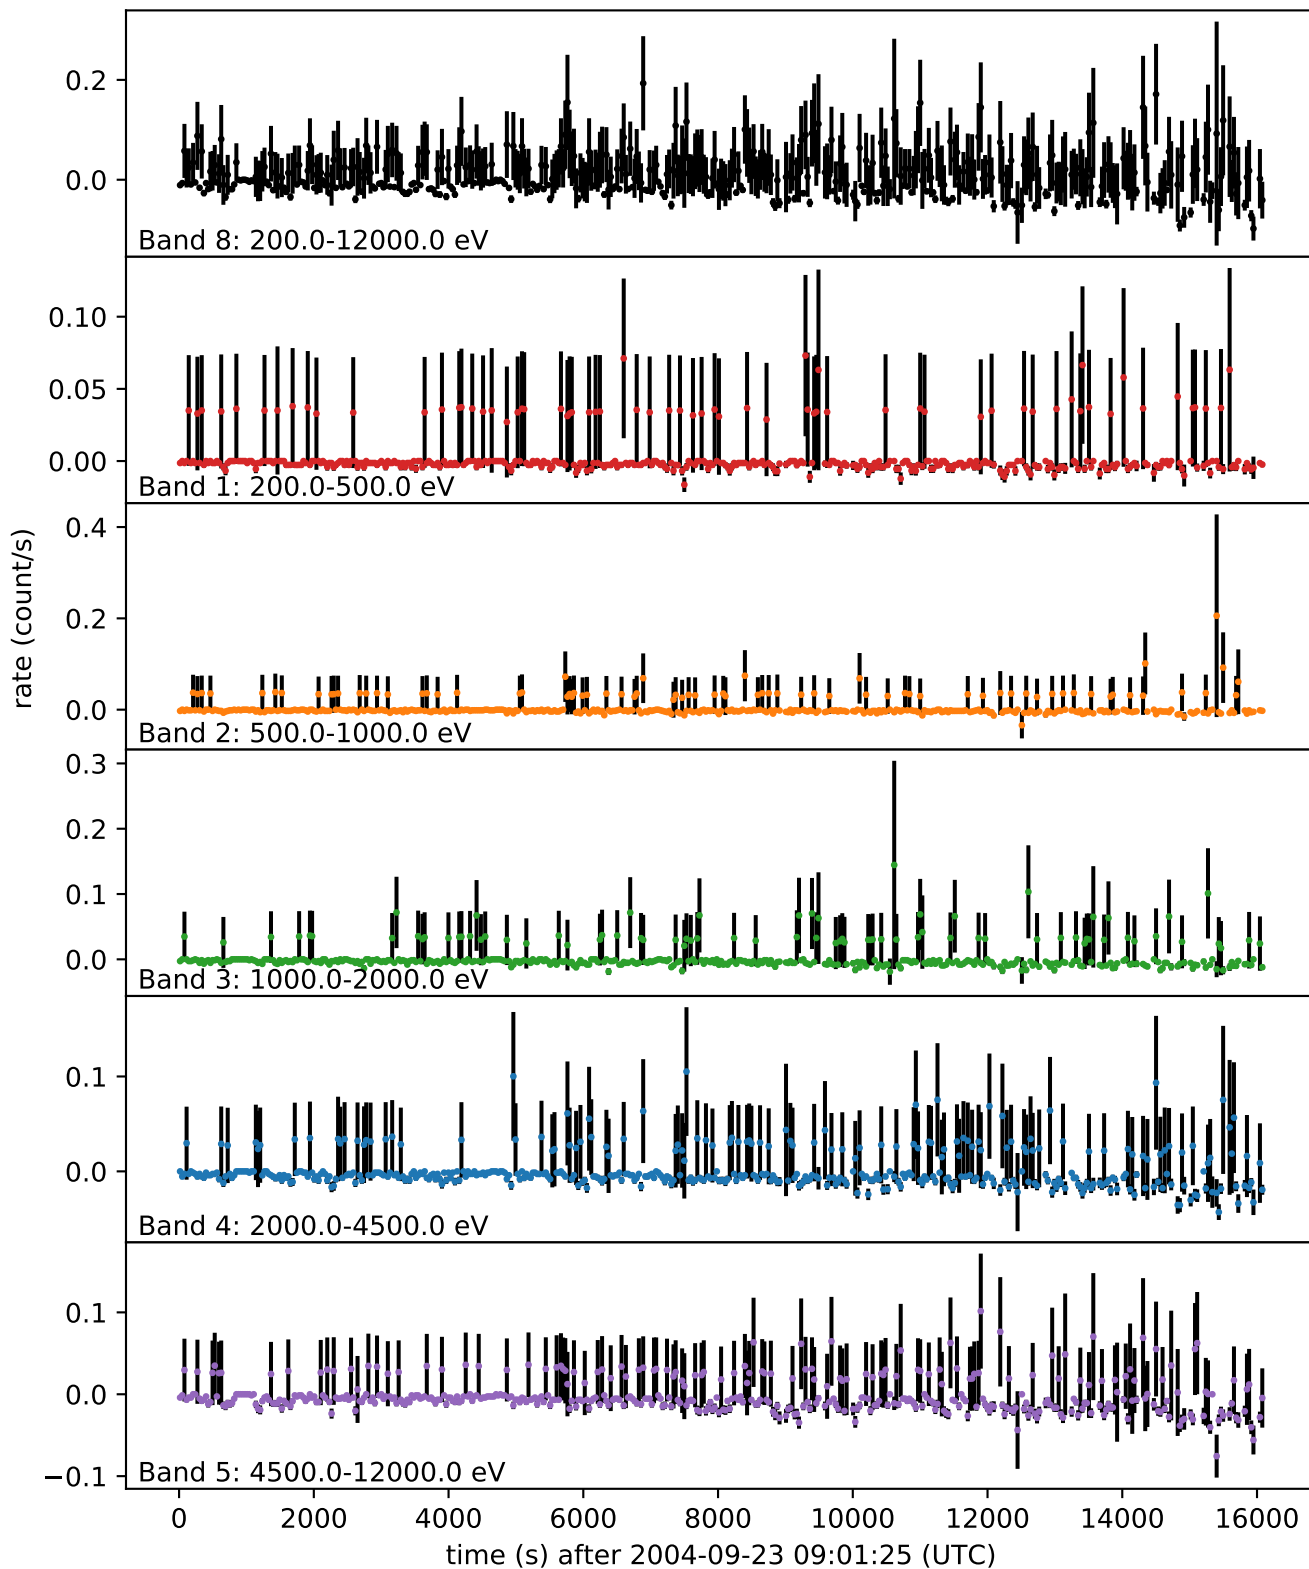 0.2
0.0
Band 8: 200.0-12000.0 eV
0.10
0.05
0.00
Band 1: 200.0-500.0 eV
0.4
0.2
0.0
Band 2: 500.0-1000.0 eV
0.3
0.2
0.1
0.0
Band 3: 1000.0-2000.0 eV
0.1
0.0
Band 4: 2000.0-4500.0 eV
0.1
0.0
−0.1
Band 5: 4500.0-12000.0 eV
rate (count/s)
0 2000 4000 6000 8000 10000 12000 14000 16000
time (s) after 2004-09-23 09:01:25 (UTC)